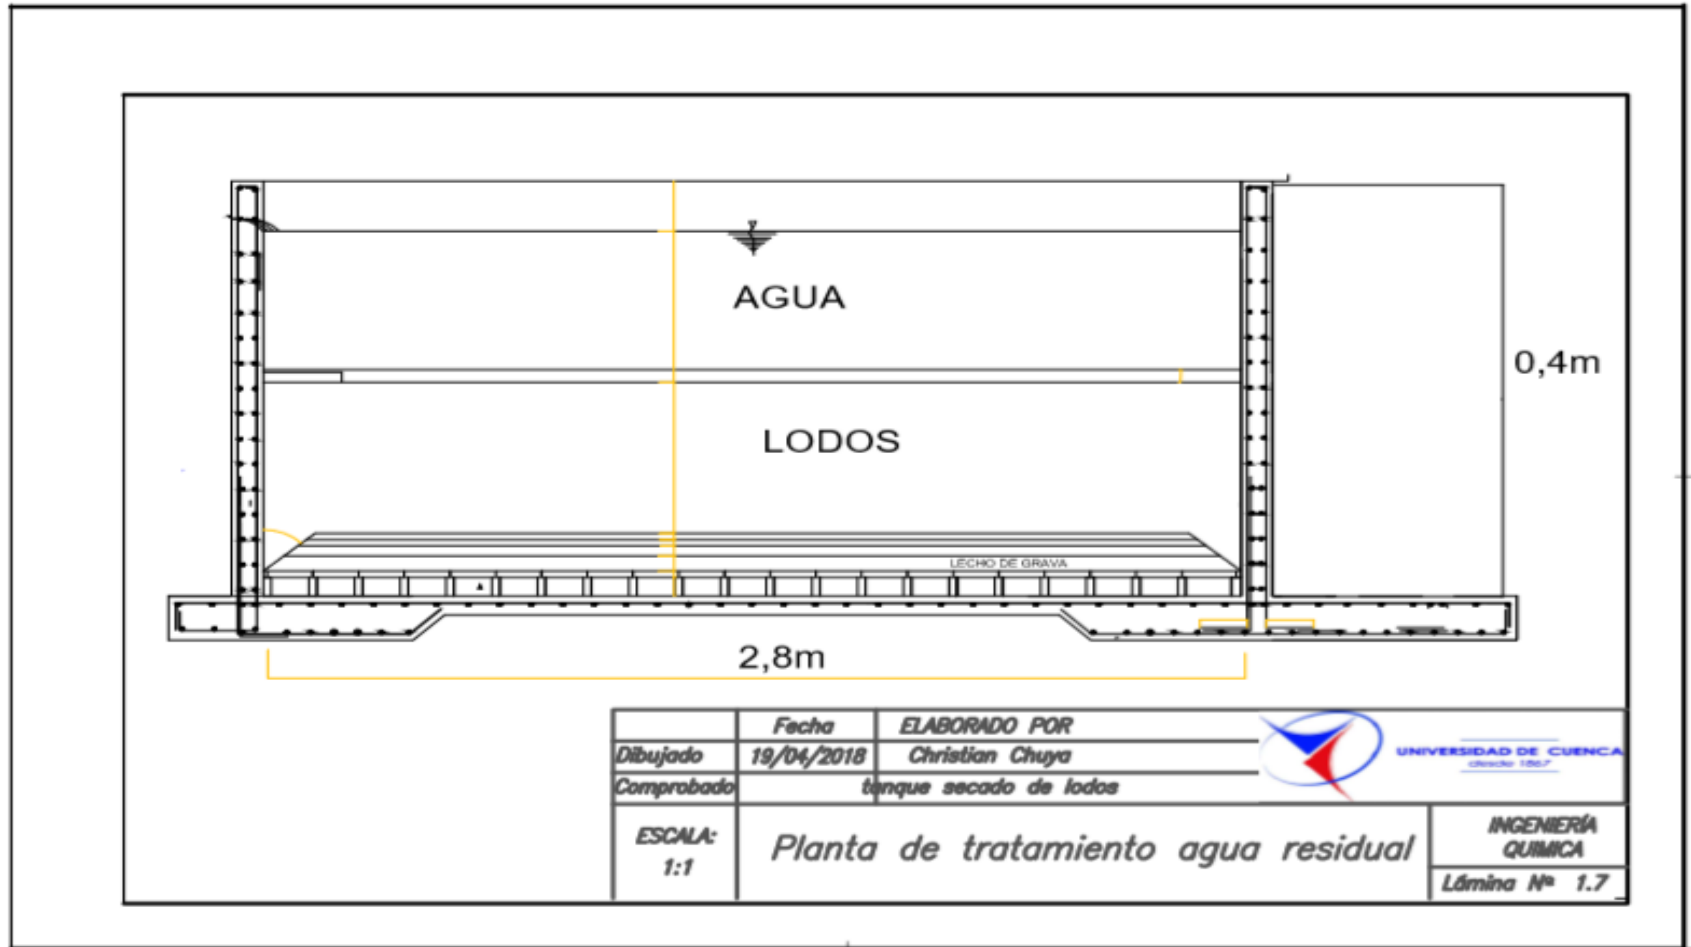 AGUA
0,4m
LODOS
LECHO DE GRAVA
2,8m
Fecha
ELABORADO POR
Dibujado
19/04/2018
Christian Chuya
Comprobado
tanque secado de lodos
UNIVERSIDAD DE CUENCA
desde 1867
ESCALA:
1:1
Planta de tratamiento agua residual
INGENIERÍA
QUIMICA
Lámina Nº 1.7